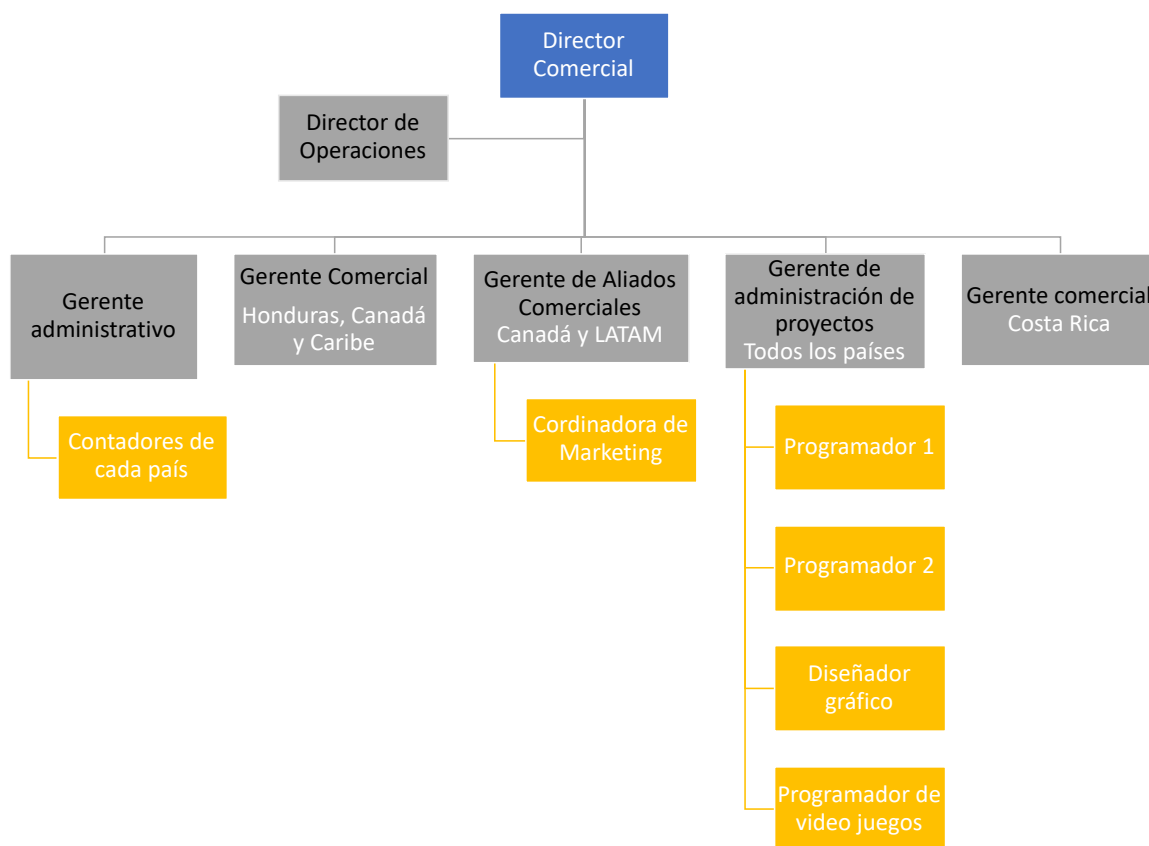 Director
Comercial
Director de
Operaciones
Gerente
administrativo
Gerente Comercial
Honduras, Canadá
y Caribe
Gerente de Aliados
Comerciales
Canadá y LATAM
Gerente de
administración de
proyectos
Todos los países
Gerente comercial
Costa Rica
Contadores de
cada país
Cordinadora de
Marketing
Programador 1
Programador 2
Diseñador
gráfico
Programador de
video juegos